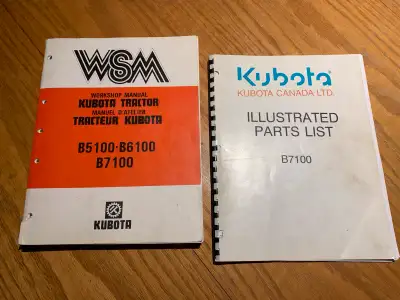 WSM
WORKSHOP MANUAL
KUBOTA TRACTOR
MANUEL D'ATELIER
TRACTEUR KUBOTA
B5100·B6100
B7100
KUBOTA
Kubota
KUBOTA CANADA LTD.
ILLUSTRATED
PARTS LIST
B7100